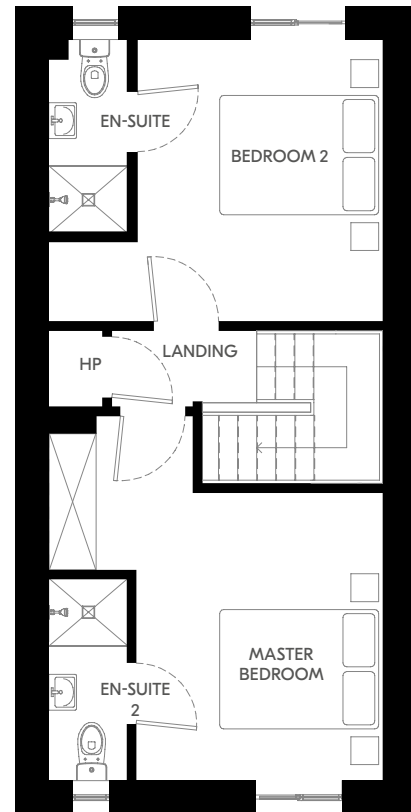 EN-SUITE
BEDROOM 2
LANDING
HP
MASTER
BEDROOM
EN-SUITE
2